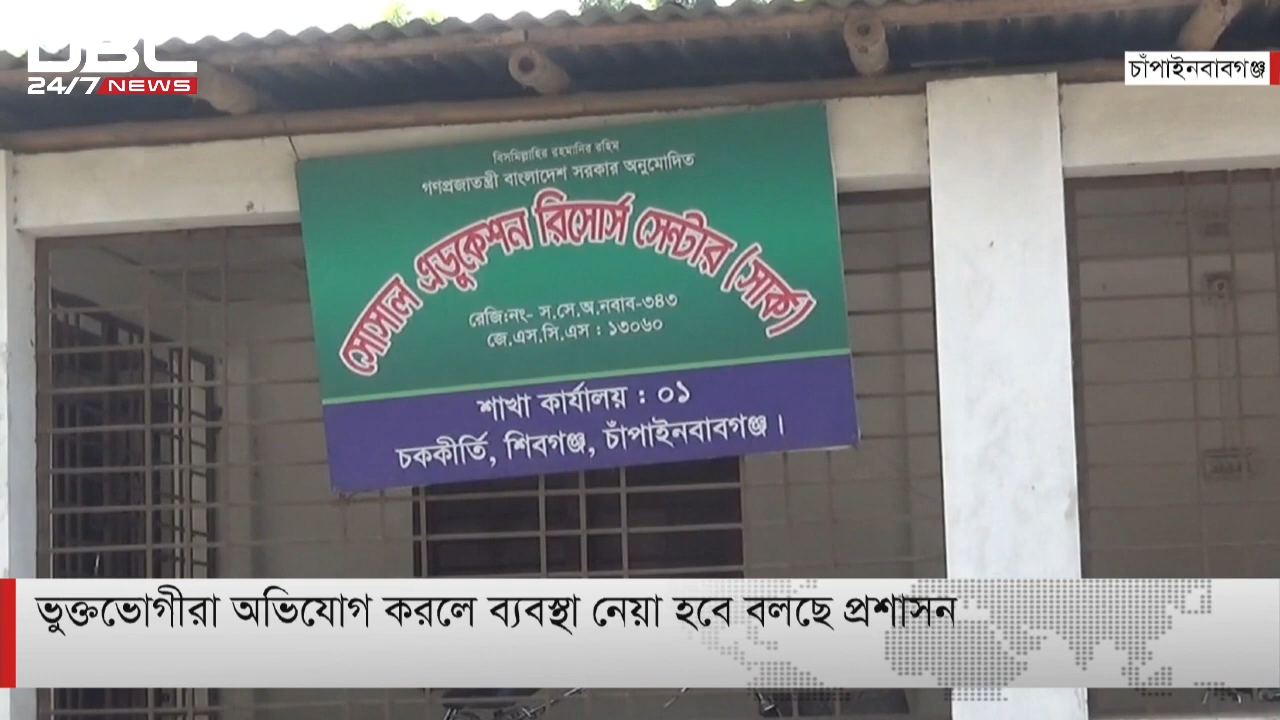 DBC
24/7 NEWS
চাঁপাইনবাবগঞ্জ
বিসমিল্লাহির রহমানির রহিম
গণপ্রজাতন্ত্রী বাংলাদেশ সরকার অনুমোদিত
সোসাল এডুকেশন রিসোর্স সেন্টার (সার্ক)
রেজি:নং- স.সে.অ.নবাব-৩৪৩
জে.এস.সি.এস : ১৩০৬০
শাখা কার্যালয় : ০১
চককীর্তি, শিবগঞ্জ, চাঁপাইনবাবগঞ্জ।
ভুক্তভোগীরা অভিযোগ করলে ব্যবস্থা নেয়া হবে বলছে প্রশাসন